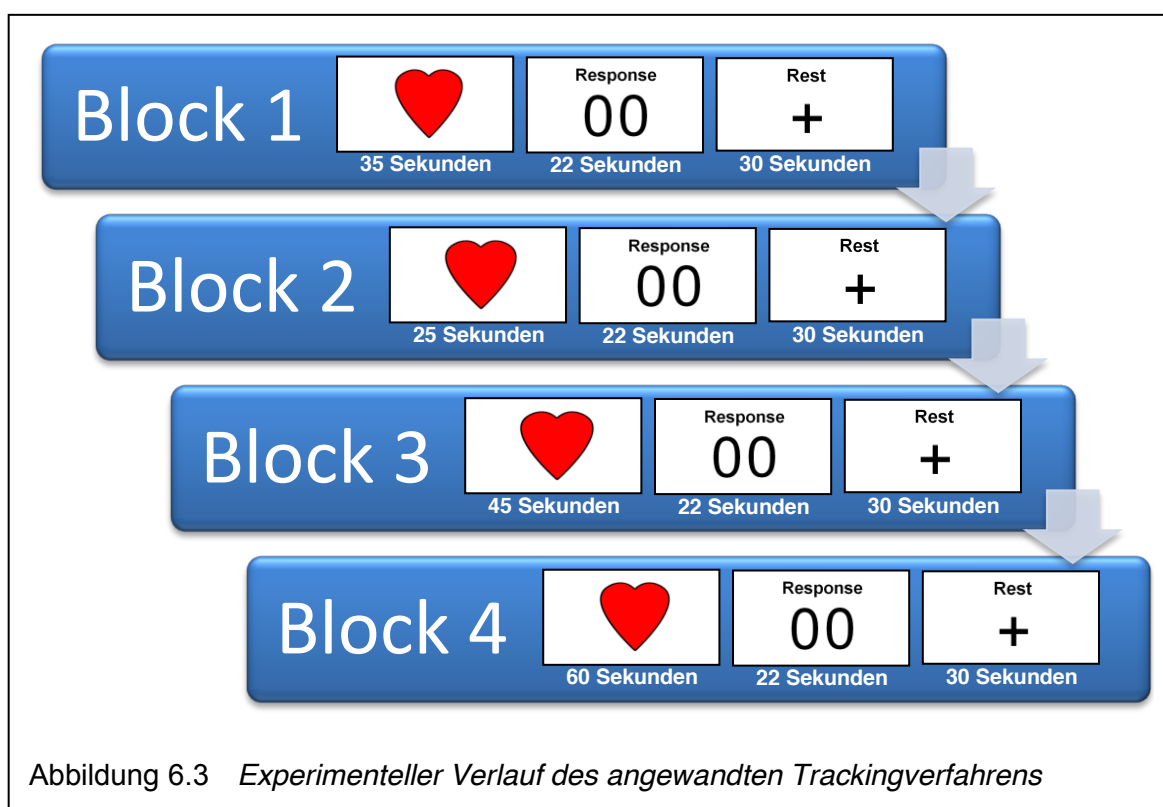 Block 1
Response
00
Rest
+
35 Sekunden 22 Sekunden 30 Sekunden
Block 2
Response
00
Rest
+
25 Sekunden 22 Sekunden 30 Sekunden
Block 3
Response
00
Rest
+
45 Sekunden 22 Sekunden 30 Sekunden
Block 4
Response
00
Rest
+
60 Sekunden 22 Sekunden 30 Sekunden
Abbildung 6.3 Experimenteller Verlauf des angewandten Trackingverfahrens